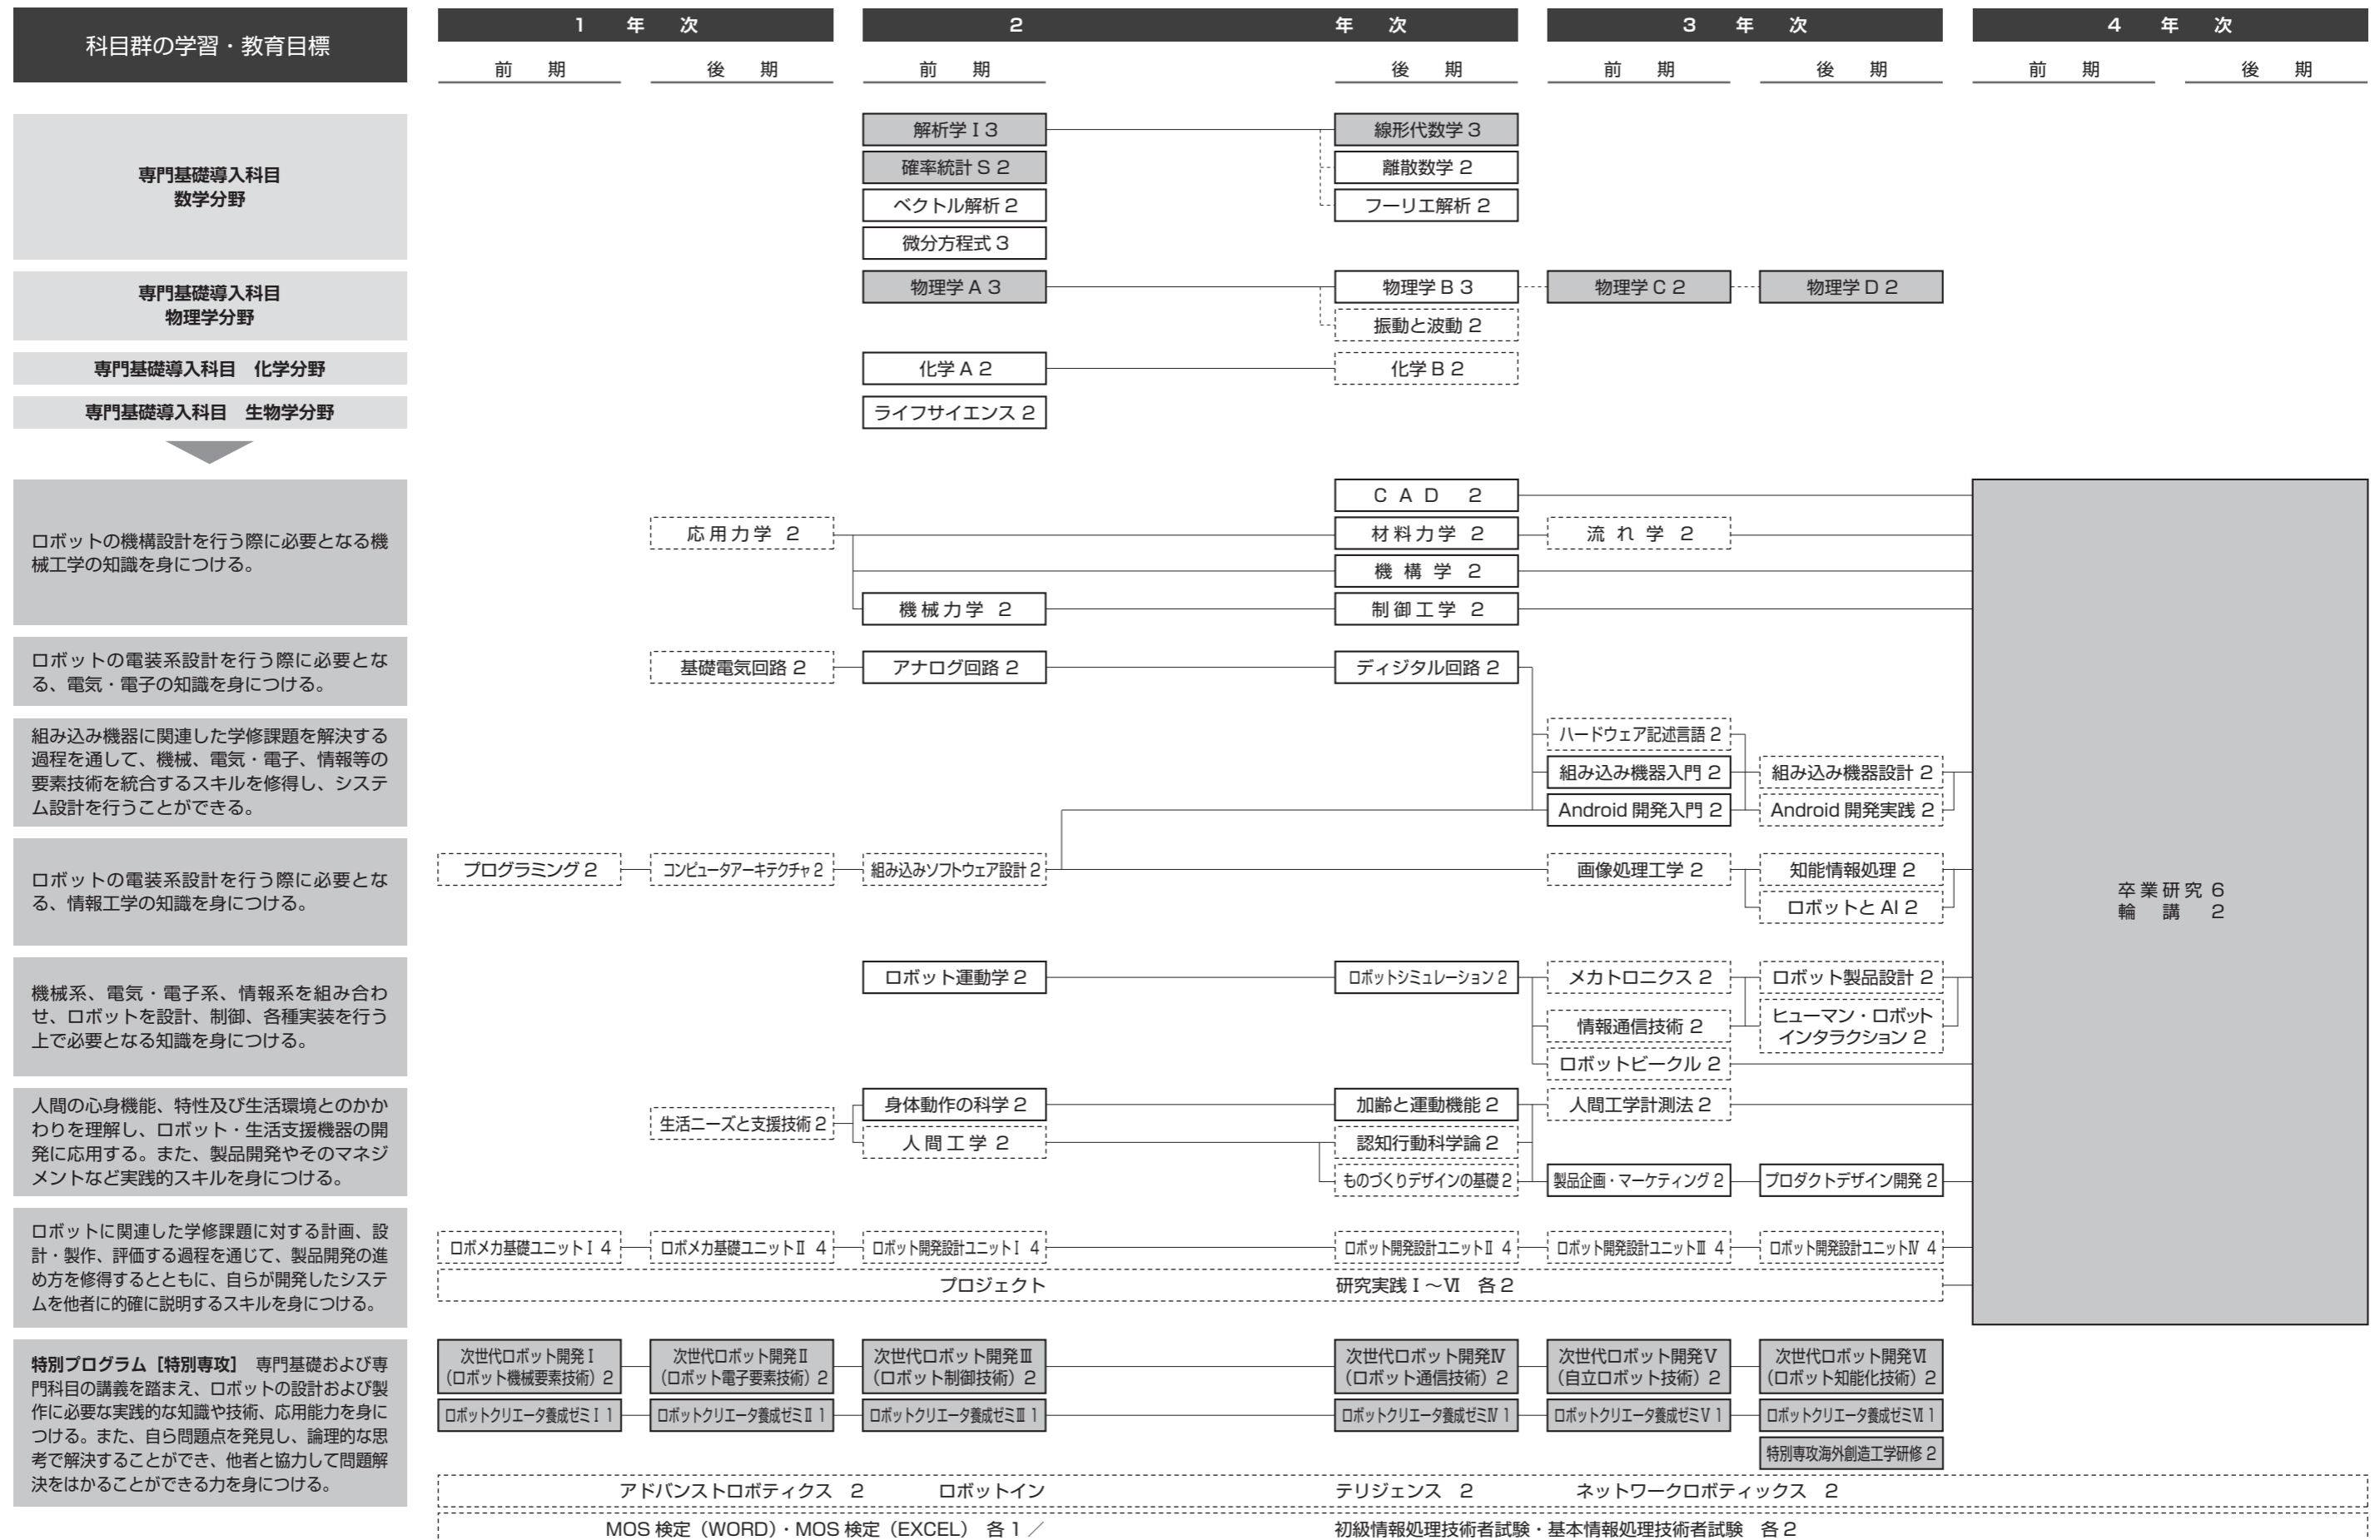 科目群の学習・教育目標
1 年 次
2 年 次
3 年 次
4 年 次
前 期
後 期
前 期
後 期
前 期
後 期
前 期
後 期
専門基礎導入科目
数学分野
解析学Ⅰ 3
線形代数学 3
確率統計 S 2
離散数学 2
ベクトル解析 2
フーリエ解析 2
微分方程式 3
専門基礎導入科目
物理学分野
物理学 A 3
物理学 B 3
物理学 C 2
物理学 D 2
振動と波動 2
専門基礎導入科目 化学分野
化学 A 2
化学 B 2
専門基礎導入科目 生物学分野
ライフサイエンス 2
ロボットの機構設計を行う際に必要となる機
械工学の知識を身につける。
CAD 2
応用力学 2
材料力学 2
流れ学 2
機構学 2
機械力学 2
制御工学 2
ロボットの電装系設計を行う際に必要とな
る、電気・電子の知識を身につける。
基礎電気回路 2
アナログ回路 2
ディジタル回路 2
組み込み機器に関連した学修課題を解決する
過程を通して、機械、電気・電子、情報等の
要素技術を統合するスキルを修得し、システ
ム設計を行うことができる。
ハードウェア記述言語 2
組み込み機器入門 2
組み込み機器設計 2
Android 開発入門 2
Android 開発実践 2
ロボットの電装系設計を行う際に必要とな
る、情報工学の知識を身につける。
プログラミング 2
コンピュータアーキテクチャ 2
組み込みソフトウェア設計 2
画像処理工学 2
知能情報処理 2
ロボットと AI 2
卒業研究 6
輪講 2
機械系、電気・電子系、情報系を組み合わ
せ、ロボットを設計、制御、各種実装を行う
上で必要となる知識を身につける。
ロボット運動学 2
ロボットシミュレーション 2
メカトロニクス 2
ロボット製品設計 2
情報通信技術 2
ヒューマン・ロボット
インタラクション 2
ロボットビークル 2
人間の心身機能、特性及び生活環境とのかか
わりを理解し、ロボット・生活支援機器の開
発に応用する。また、製品開発やそのマネジ
メントなど実践的スキルを身につける。
生活ニーズと支援技術 2
身体動作の科学 2
加齢と運動機能 2
人間工学計測法 2
人間工学 2
認知行動科学論 2
ものづくりデザインの基礎 2
製品企画・マーケティング 2
プロダクトデザイン開発 2
ロボットに関連した学修課題に対する計画、設
計・製作、評価する過程を通じて、製品開発の進
め方を修得するとともに、自らが開発したシステ
ムを他者に的確に説明するスキルを身につける。
ロボメカ基礎ユニットⅠ 4
ロボメカ基礎ユニットⅡ 4
ロボット開発設計ユニットⅠ 4
ロボット開発設計ユニットⅡ 4
ロボット開発設計ユニットⅢ 4
ロボット開発設計ユニットⅣ 4
プロジェクト 研究実践Ⅰ～Ⅵ 各 2
特別プログラム［特別専攻］ 専門基礎および専
門科目の講義を踏まえ、ロボットの設計および製
作に必要な実践的な知識や技術、応用能力を身に
つける。また、自ら問題点を発見し、論理的な思
考で解決することができ、他者と協力して問題解
決をはかることができる力を身につける。
次世代ロボット開発Ⅰ
（ロボット機械要素技術）2
次世代ロボット開発Ⅱ
（ロボット電子要素技術）2
次世代ロボット開発Ⅲ
（ロボット制御技術）2
次世代ロボット開発Ⅳ
（ロボット通信技術）2
次世代ロボット開発Ⅴ
（自立ロボット技術）2
次世代ロボット開発Ⅵ
（ロボット知能化技術）2
ロボットクリエータ養成ゼミⅠ 1
ロボットクリエータ養成ゼミⅡ 1
ロボットクリエータ養成ゼミⅢ 1
ロボットクリエータ養成ゼミⅣ 1
ロボットクリエータ養成ゼミⅤ 1
ロボットクリエータ養成ゼミⅥ 1
特別専攻海外創造工学研修 2
アドバンストロボティクス 2 ロボットイン テリジェンス 2 ネットワークロボティックス 2
MOS 検定（WORD）・MOS 検定（EXCEL） 各 1 ／ 初級情報処理技術者試験・基本情報処理技術者試験 各 2